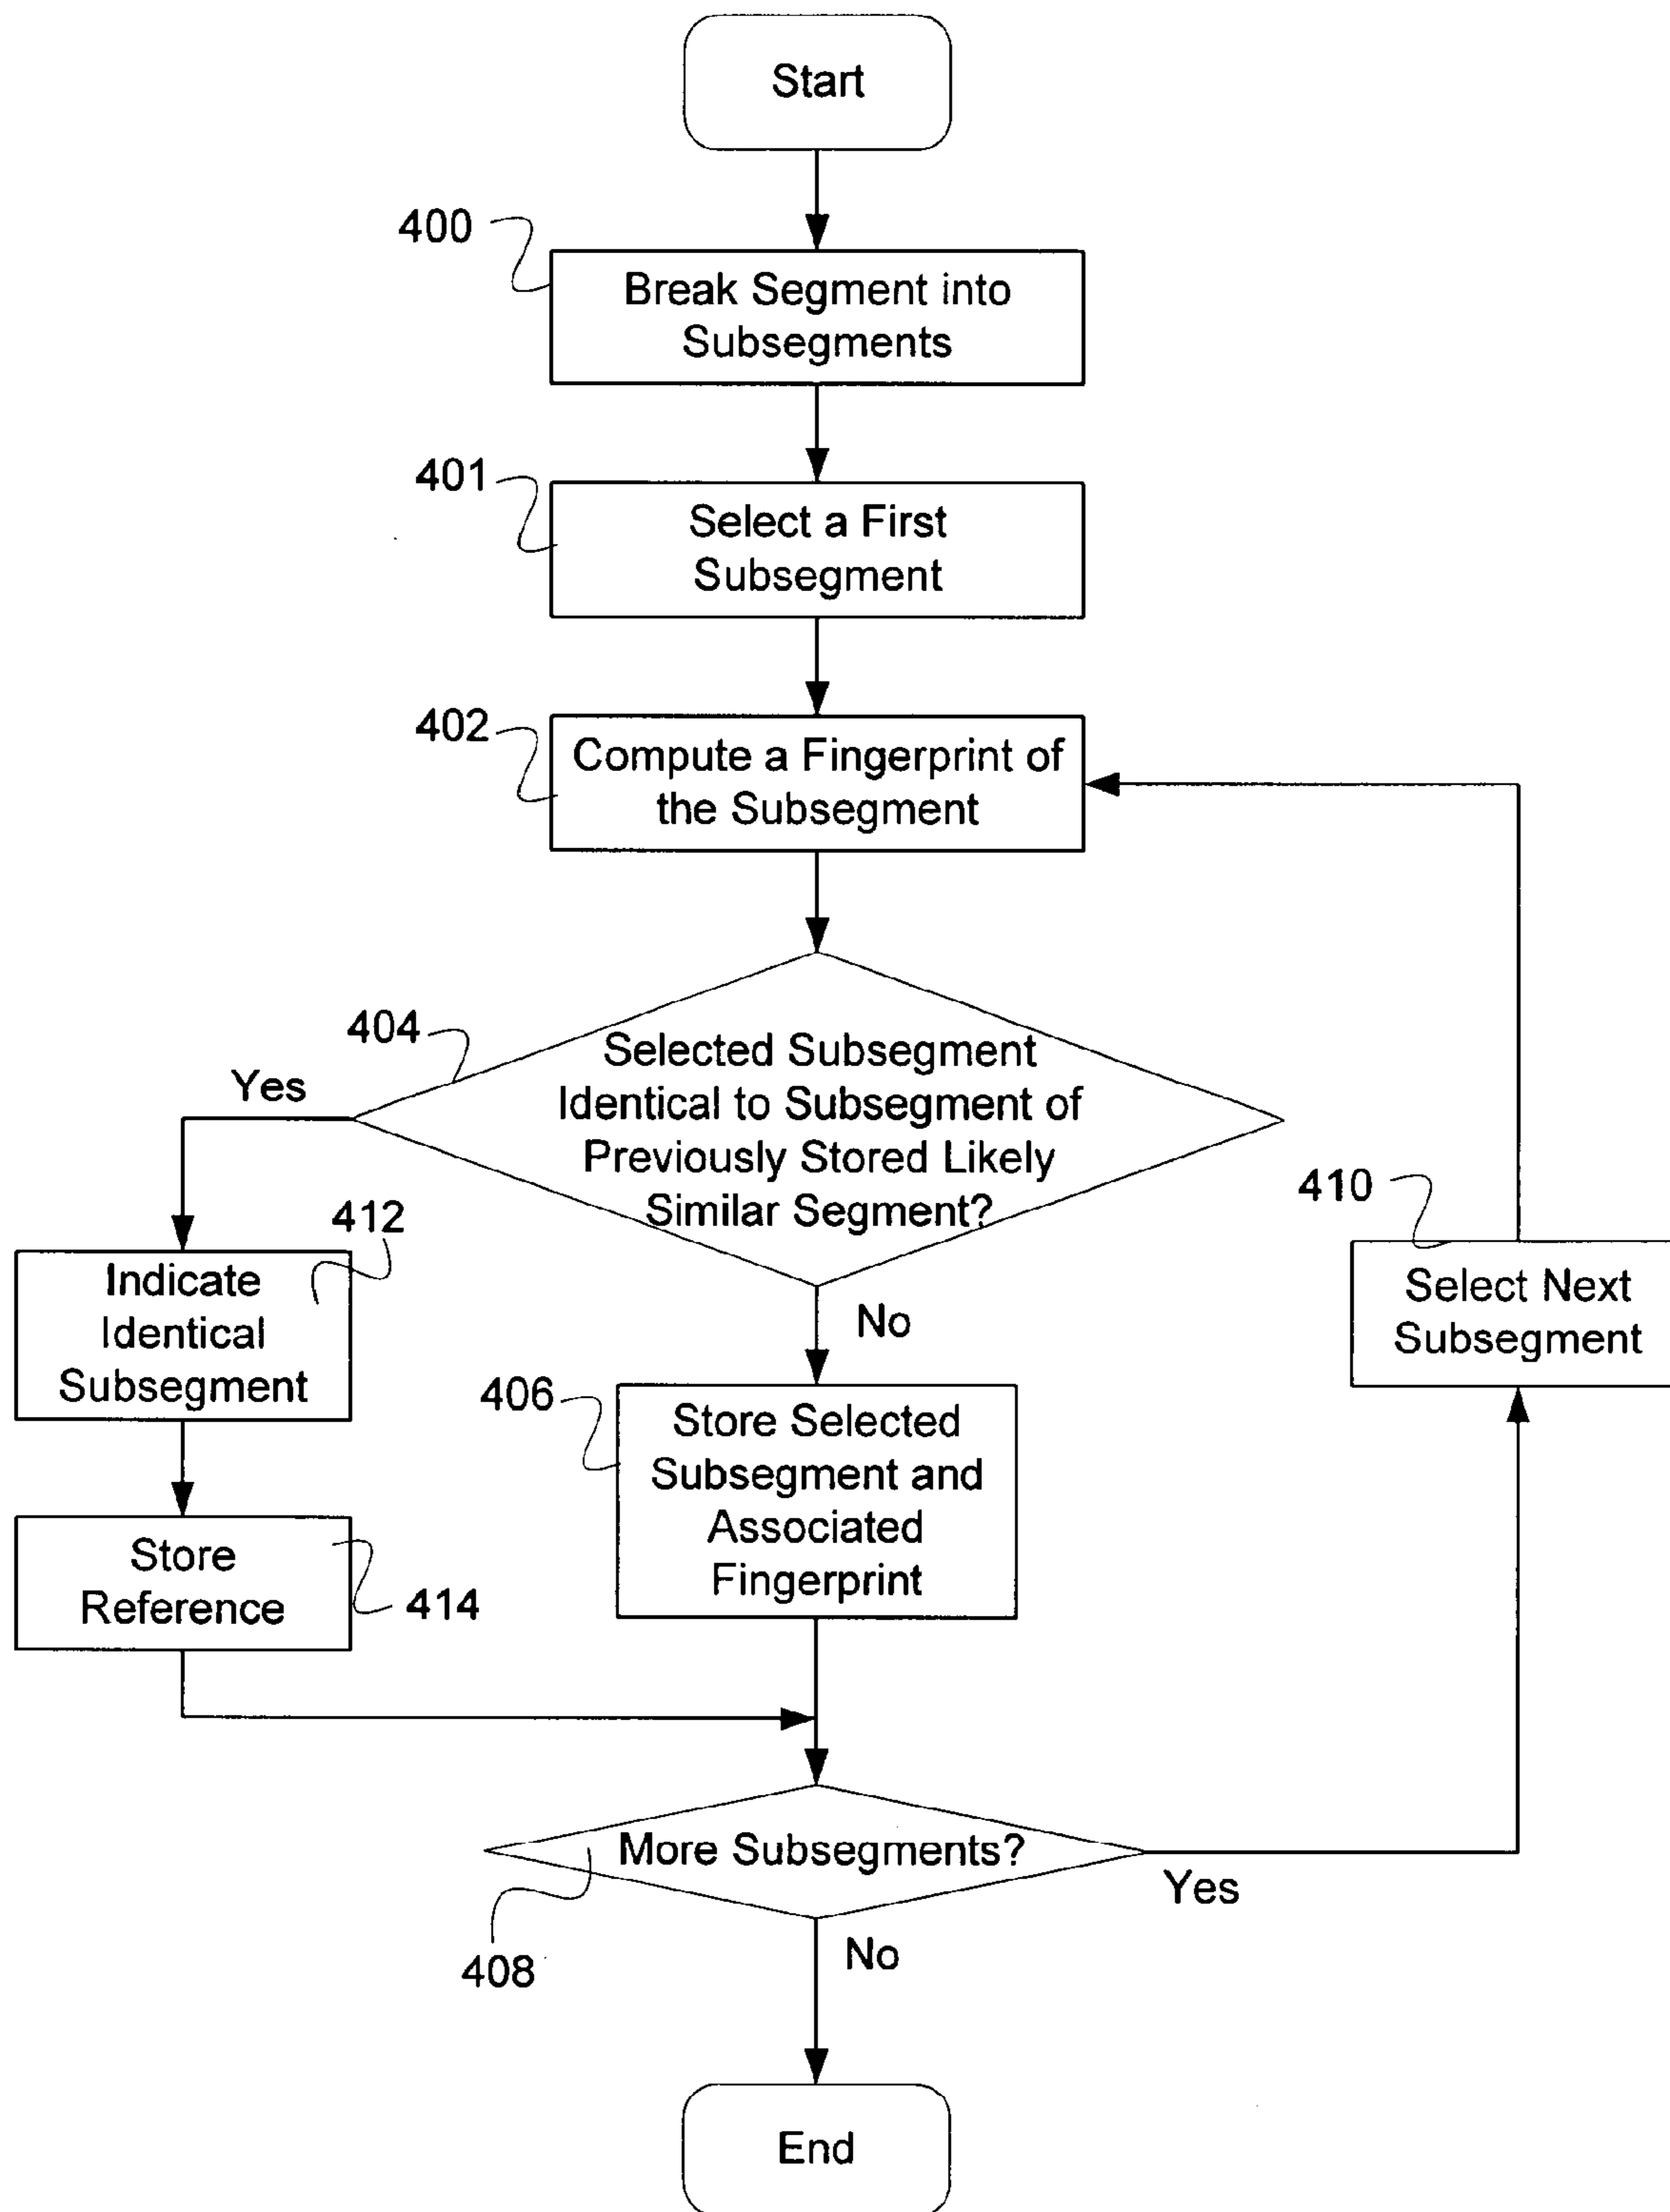 Start
400
Break Segment into
Subsegments
401
Select a First
Subsegment
402
Compute a Fingerprint of
the Subsegment
404
Selected Subsegment
Identical to Subsegment of
Previously Stored Likely
Similar Segment?
Yes
No
412
Indicate
Identical
Subsegment
406
Store Selected
Subsegment and
Associated
Fingerprint
410
Select Next
Subsegment
Store
Reference
414
More Subsegments?
408
Yes
No
End